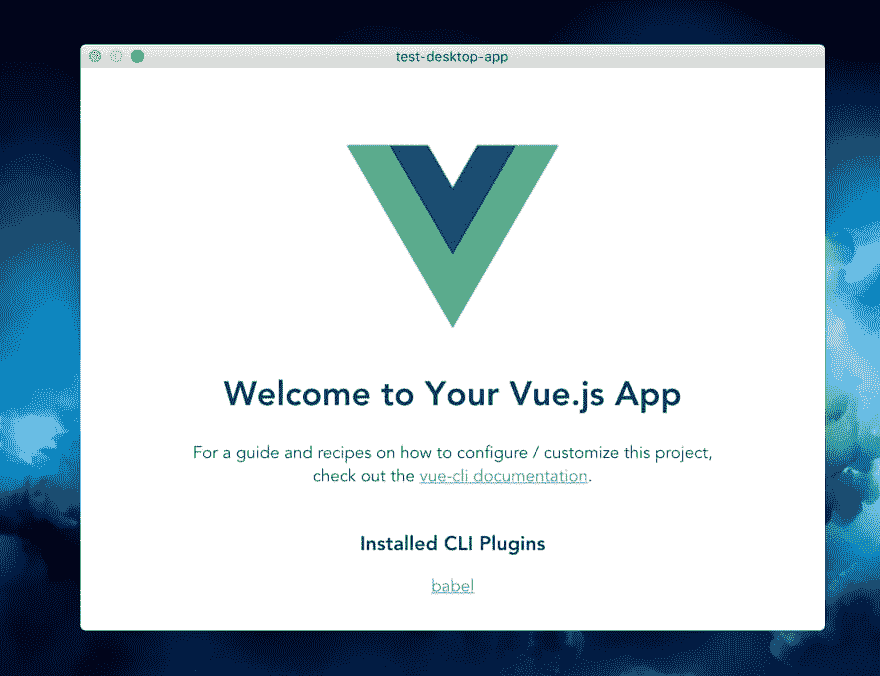 test-desktop-app
Welcome to Your Vue.js App
For a guide and recipes on how to configure / customize this project,
check out the vue-cli documentation.
Installed CLI Plugins
babel